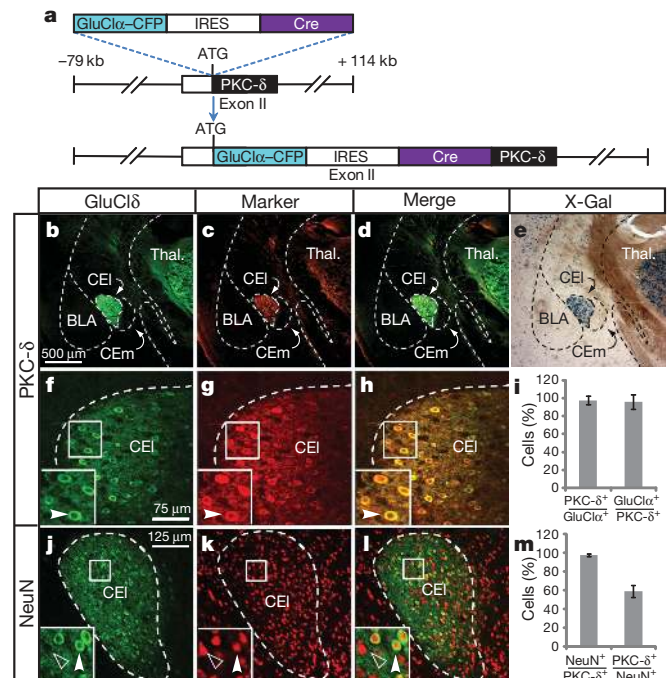 a
GluClα–CFP IRES Cre
ATG
–79 kb + 114 kb
PKC-δ
Exon II
ATG
GluClα-CFP IRES Cre PKC-δ
Exon II
GluClδ Marker Merge X-Gal
PKC-δ
b c d e
Thal. Thal. Thal. Thal.
CEl CEl CEl CEl
BLA BLA BLA BLA
CEm CEm CEm CEm
500 μm
f g h i
CEl CEl CEl
75 μm
120
100
80
60
40
20
0
Cells (%)
PKC-δ⁺ GluClα⁺
GluClα⁺ PKC-δ⁺
NeuN
j k l m
125 μm
CEl CEl CEl
120
100
80
60
40
20
0
Cells (%)
NeuN⁺ PKC-δ⁺
PKC-δ⁺ NeuN⁺